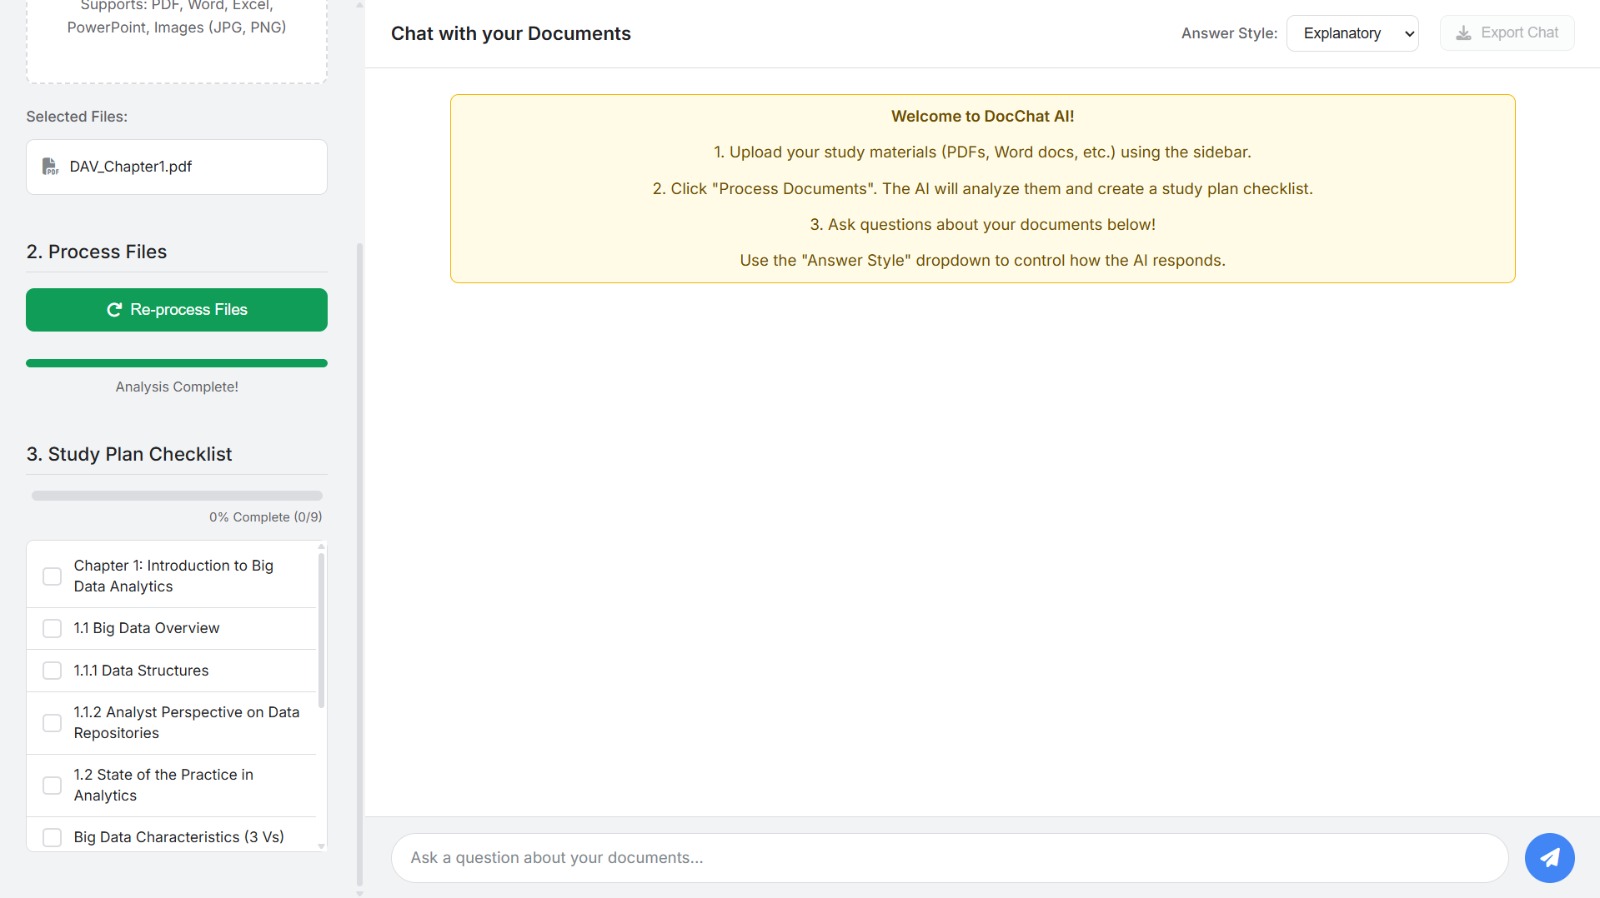 Supports: PDF, Word, Excel,
PowerPoint, Images (JPG, PNG)
Selected Files:
PDF
DAV_Chapter1.pdf
2. Process Files
Re-process Files
Analysis Complete!
3. Study Plan Checklist
0% Complete (0/9)
Chapter 1: Introduction to Big
Data Analytics
1.1 Big Data Overview
1.1.1 Data Structures
1.1.2 Analyst Perspective on Data
Repositories
1.2 State of the Practice in
Analytics
Big Data Characteristics (3 Vs)
Chat with your Documents
Answer Style:
Explanatory
Export Chat
Welcome to DocChat AI!
1. Upload your study materials (PDFs, Word docs, etc.) using the sidebar.
2. Click "Process Documents". The AI will analyze them and create a study plan checklist.
3. Ask questions about your documents below!
Use the "Answer Style" dropdown to control how the AI responds.
Ask a question about your documents...